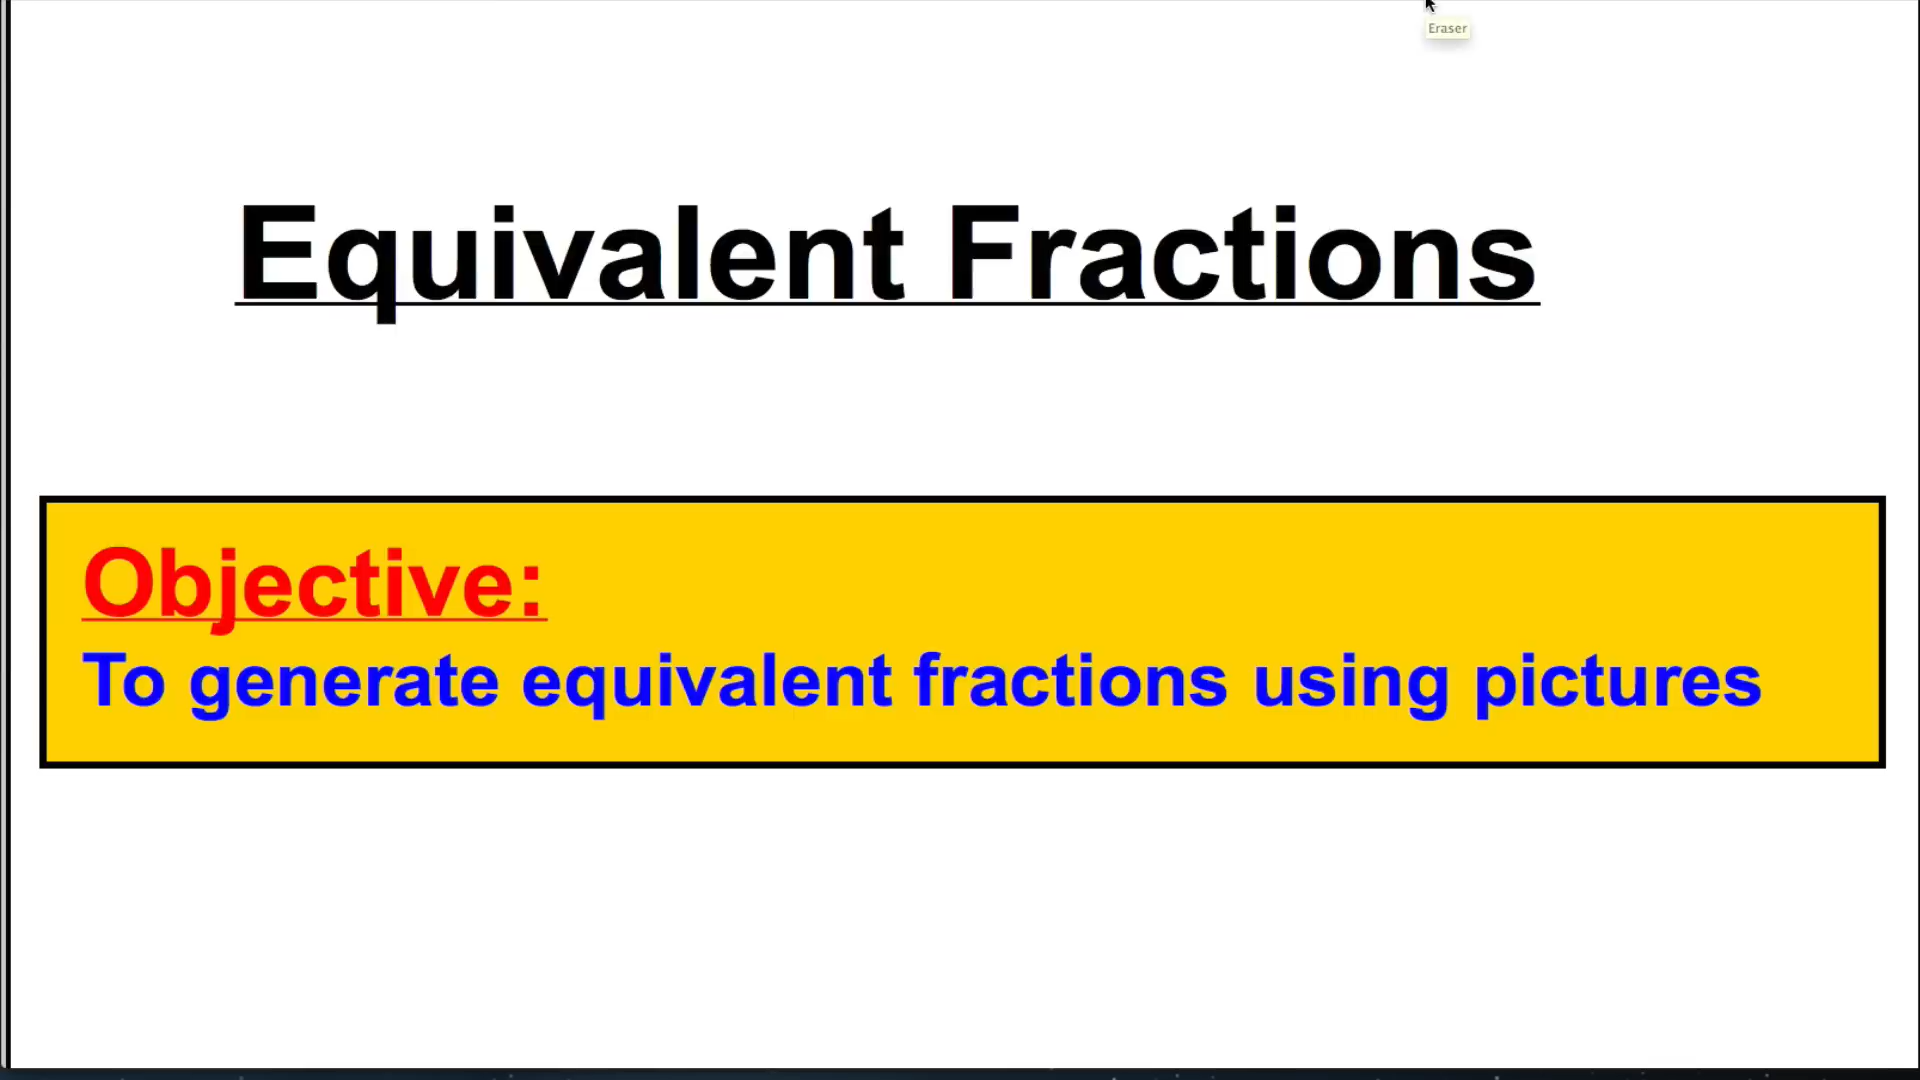 Eraser
Equivalent Fractions
Objective:
To generate equivalent fractions using pictures